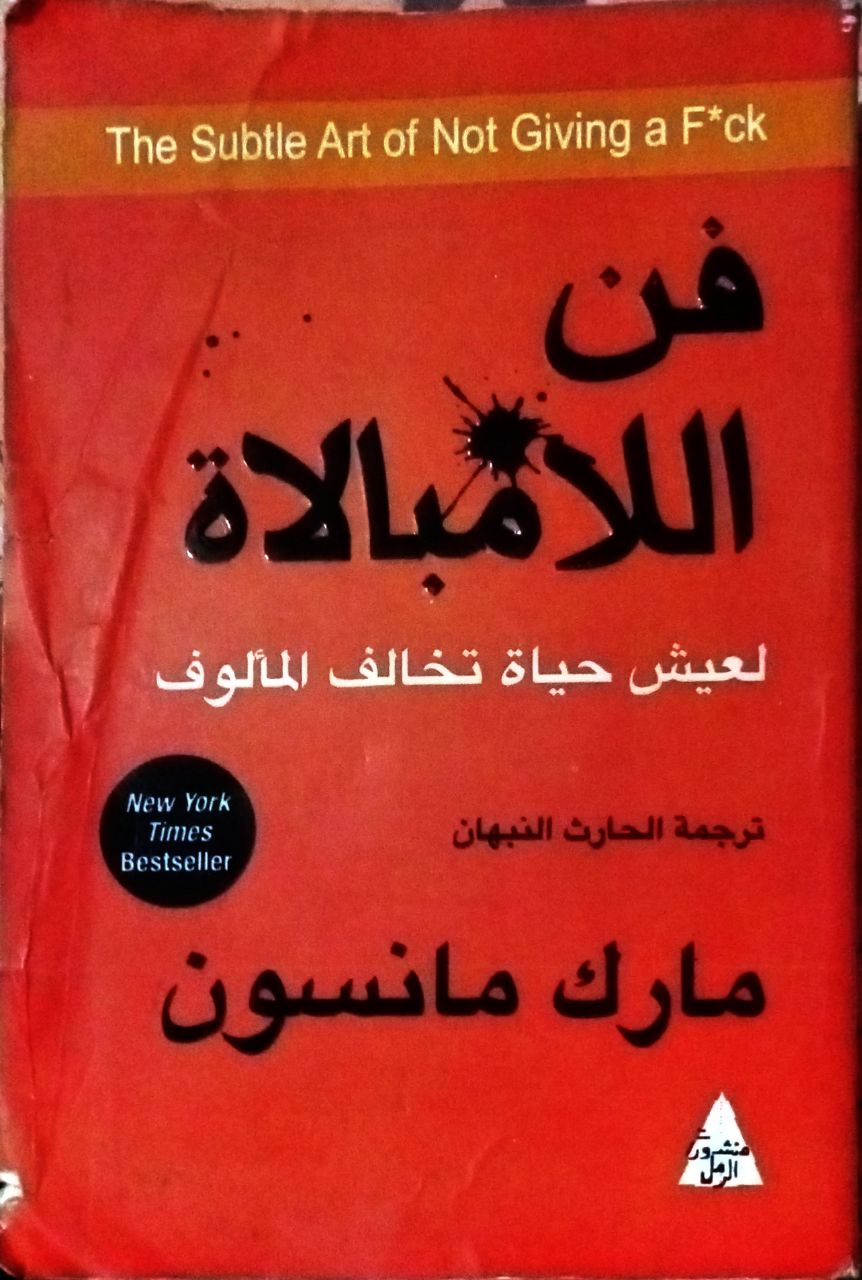 The Subtle Art of Not Giving a F*ck
فن
اللامبالاة
لعيش حياة تخالف المألوف
ترجمة الحارث النبهان
New York
Times
Bestseller
مارك مانسون
منشورات
الرمل